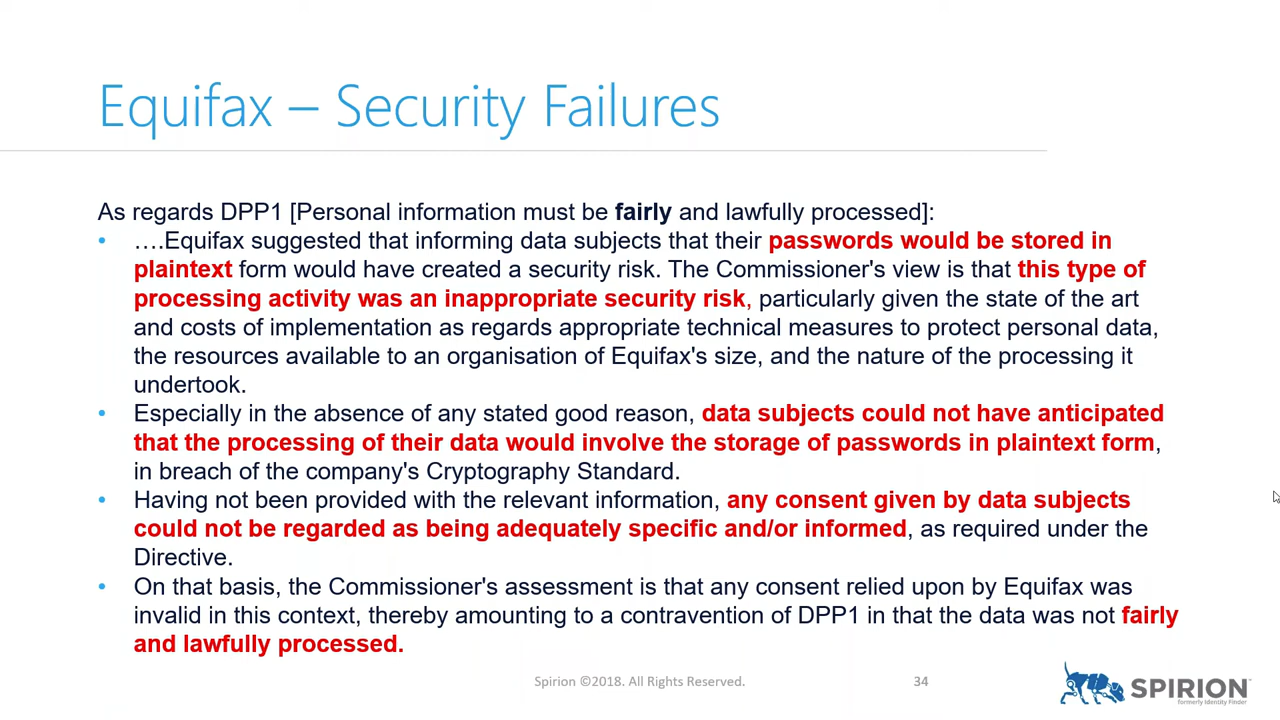 Equifax – Security Failures
As regards DPP1 [Personal information must be fairly and lawfully processed]:
• ….Equifax suggested that informing data subjects that their passwords would be stored in
plaintext form would have created a security risk. The Commissioner's view is that this type of
processing activity was an inappropriate security risk, particularly given the state of the art
and costs of implementation as regards appropriate technical measures to protect personal data,
the resources available to an organisation of Equifax's size, and the nature of the processing it
undertook.
• Especially in the absence of any stated good reason, data subjects could not have anticipated
that the processing of their data would involve the storage of passwords in plaintext form,
in breach of the company's Cryptography Standard.
• Having not been provided with the relevant information, any consent given by data subjects
could not be regarded as being adequately specific and/or informed, as required under the
Directive.
• On that basis, the Commissioner's assessment is that any consent relied upon by Equifax was
invalid in this context, thereby amounting to a contravention of DPP1 in that the data was not fairly
and lawfully processed.
Spirion ©2018. All Rights Reserved.
34
SPIRION
formerly Identity Finder